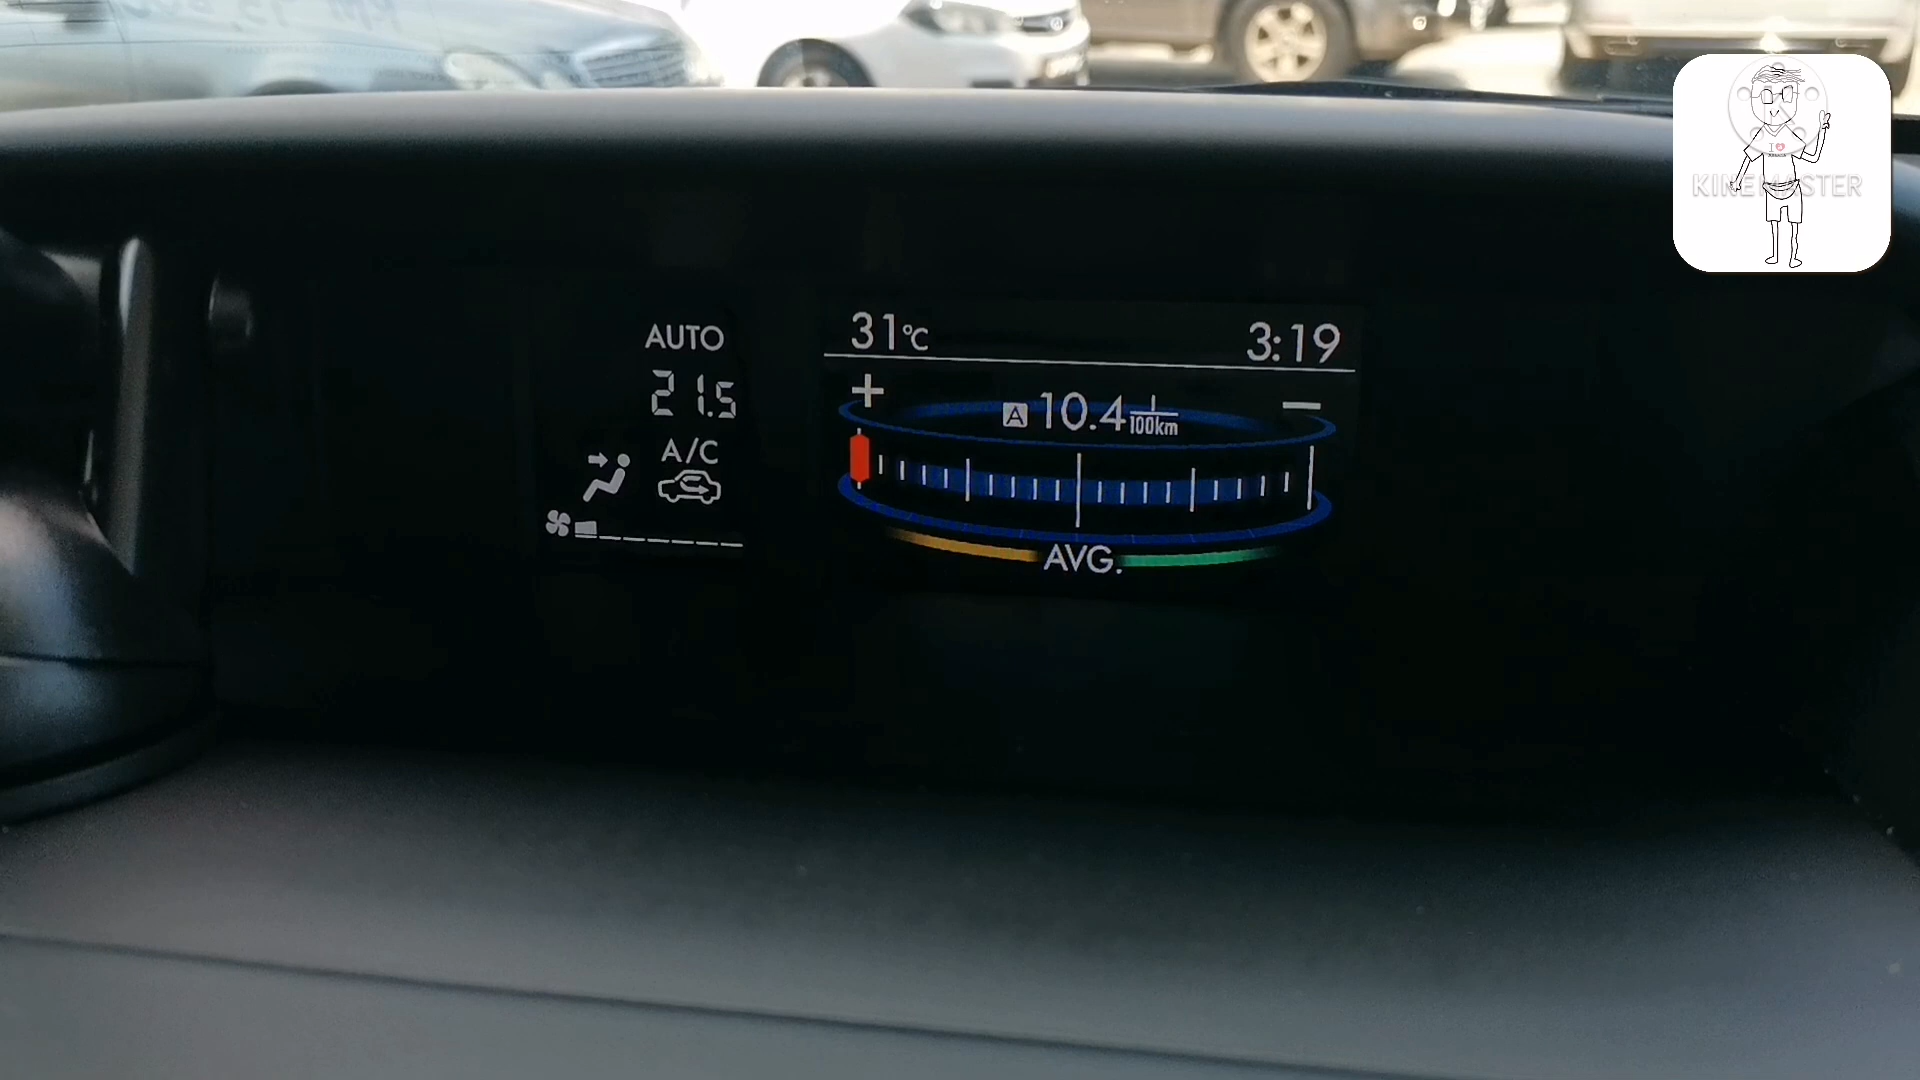 AUTO
21.5
A/C
31°C
3:19
+
−
A 10.4 l/100km
AVG.
KINEMASTER
I